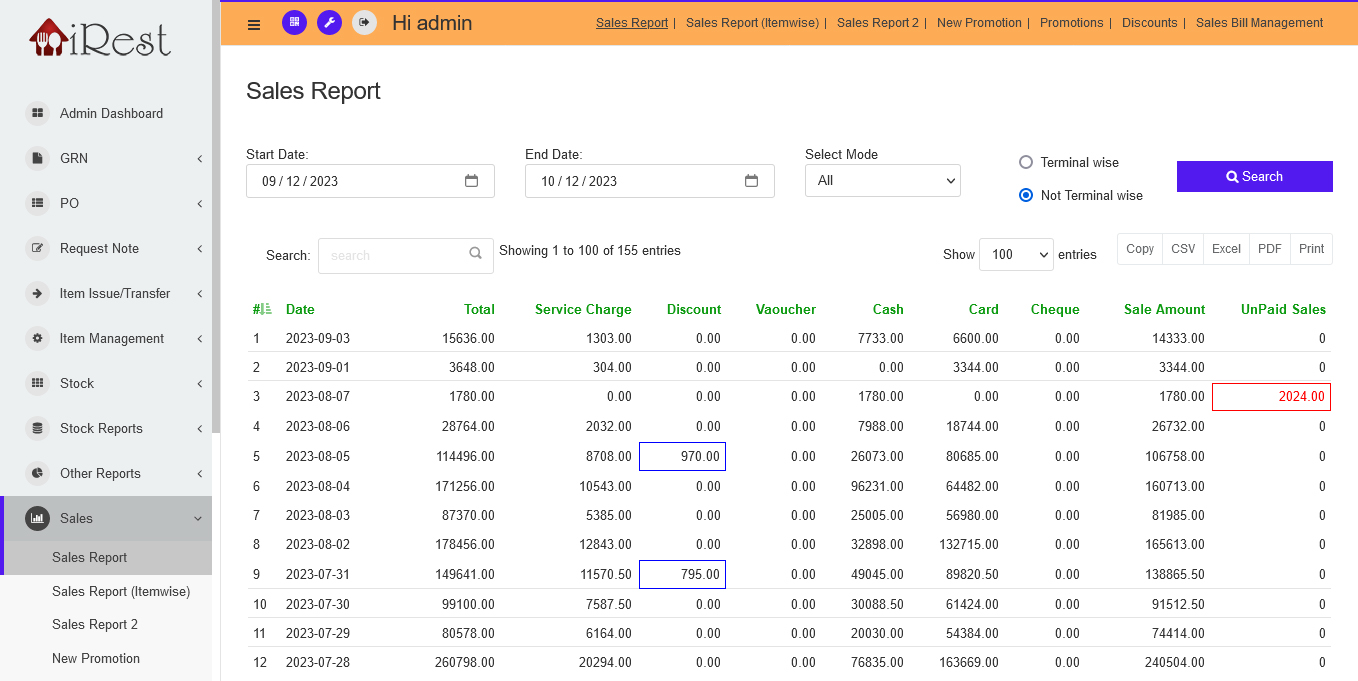 iRest
Admin Dashboard
GRN
PO
Request Note
Item Issue/Transfer
Item Management
Stock
Stock Reports
Other Reports
Sales
Sales Report
Sales Report (Itemwise)
Sales Report 2
New Promotion
Hi admin
Sales Report | Sales Report (Itemwise) | Sales Report 2 | New Promotion | Promotions | Discounts | Sales Bill Management
Sales Report
Start Date: End Date: Select Mode
09 / 12 / 2023 10 / 12 / 2023 All
Terminal wise
Not Terminal wise
Search
Search: search Showing 1 to 100 of 155 entries Show 100 entries Copy CSV Excel PDF Print
# Date Total Service Charge Discount Vaoucher Cash Card Cheque Sale Amount UnPaid Sales
1 2023-09-03 15636.00 1303.00 0.00 0.00 7733.00 6600.00 0.00 14333.00 0
2 2023-09-01 3648.00 304.00 0.00 0.00 0.00 3344.00 0.00 3344.00 0
3 2023-08-07 1780.00 0.00 0.00 0.00 1780.00 0.00 0.00 1780.00 2024.00
4 2023-08-06 28764.00 2032.00 0.00 0.00 7988.00 18744.00 0.00 26732.00 0
5 2023-08-05 114496.00 8708.00 970.00 0.00 26073.00 80685.00 0.00 106758.00 0
6 2023-08-04 171256.00 10543.00 0.00 0.00 96231.00 64482.00 0.00 160713.00 0
7 2023-08-03 87370.00 5385.00 0.00 0.00 25005.00 56980.00 0.00 81985.00 0
8 2023-08-02 178456.00 12843.00 0.00 0.00 32898.00 132715.00 0.00 165613.00 0
9 2023-07-31 149641.00 11570.50 795.00 0.00 49045.00 89820.50 0.00 138865.50 0
10 2023-07-30 99100.00 7587.50 0.00 0.00 30088.50 61424.00 0.00 91512.50 0
11 2023-07-29 80578.00 6164.00 0.00 0.00 20030.00 54384.00 0.00 74414.00 0
12 2023-07-28 260798.00 20294.00 0.00 0.00 76835.00 163669.00 0.00 240504.00 0